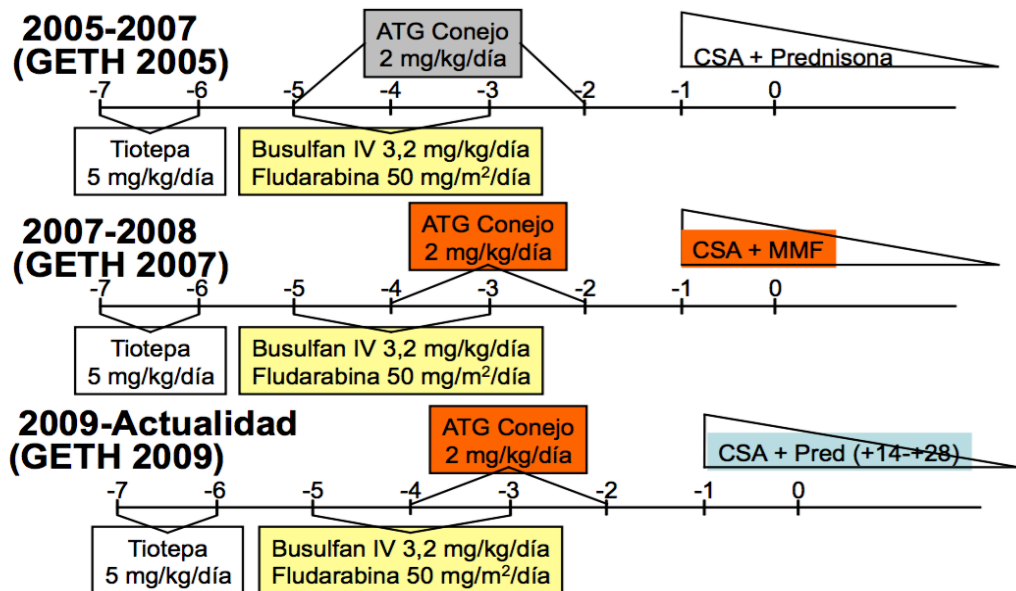 2005-2007
(GETH 2005)
ATG Conejo
2 mg/kg/día
CSA + Prednisona
-7 -6 -5 -4 -3 -2 -1 0
Tiotepa
5 mg/kg/día
Busulfan IV 3,2 mg/kg/día
Fludarabina 50 mg/m²/día
2007-2008
(GETH 2007)
ATG Conejo
2 mg/kg/día
CSA + MMF
-7 -6 -5 -4 -3 -2 -1 0
Tiotepa
5 mg/kg/día
Busulfan IV 3,2 mg/kg/día
Fludarabina 50 mg/m²/día
2009-Actualidad
(GETH 2009)
ATG Conejo
2 mg/kg/día
CSA + Pred (+14-+28)
-7 -6 -5 -4 -3 -2 -1 0
Tiotepa
5 mg/kg/día
Busulfan IV 3,2 mg/kg/día
Fludarabina 50 mg/m²/día